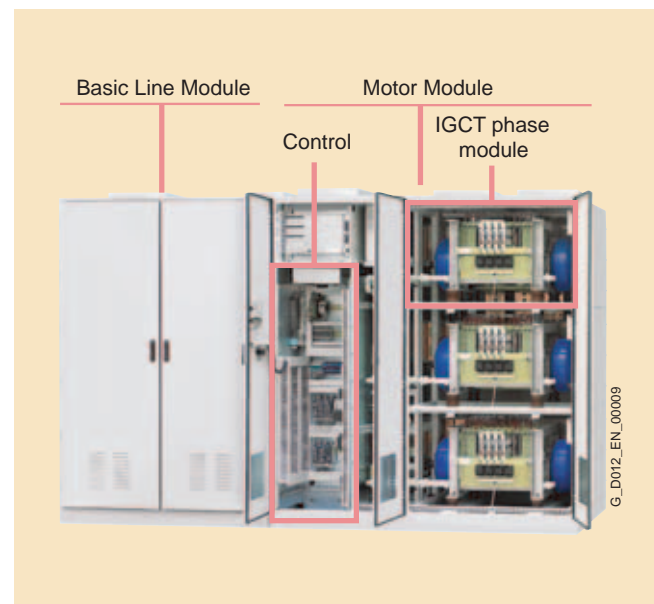 Basic Line Module
Motor Module
Control
IGCT phase
module
G_D012_EN_00009